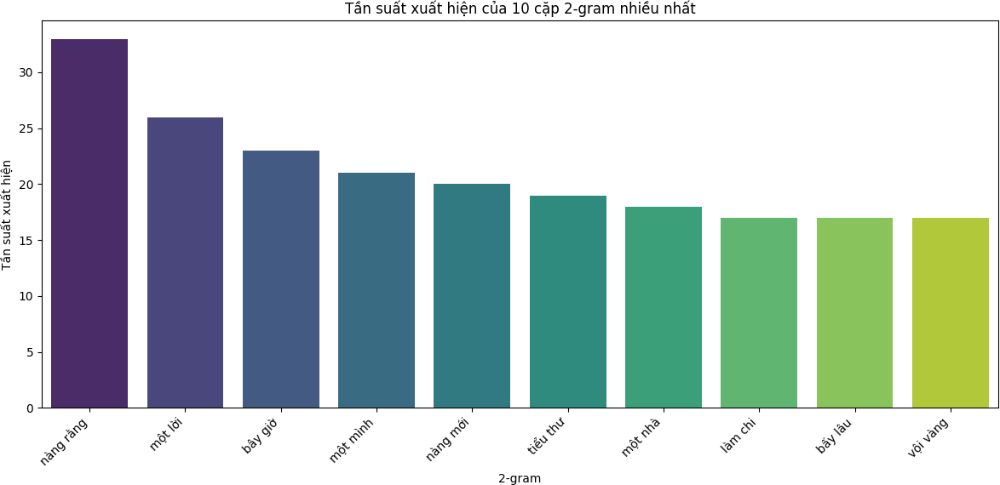 Tần suất xuất hiện của 10 cặp 2-gram nhiều nhất
Tần suất xuất hiện
30
25
20
15
10
5
0
nàng rằng
một lời
bây giờ
một mình
nàng mới
tiểu thư
một nhà
làm chi
bấy lâu
vội vàng
2-gram